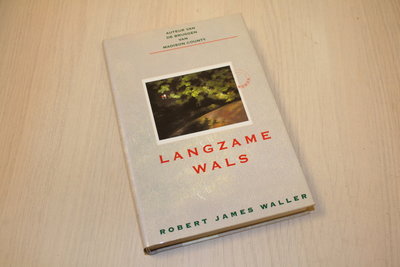 AUTEUR VAN
DE BRUGGEN
VAN
MADISON COUNTY
LANGZAME
WALS
ROBERT JAMES WALLER